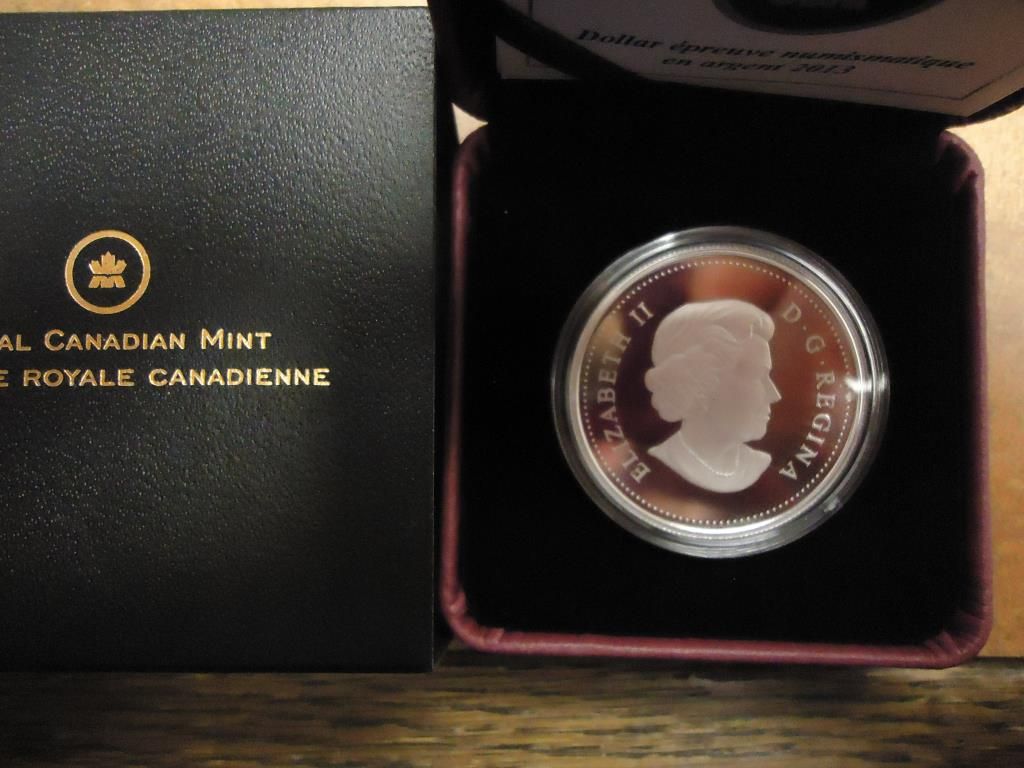 AL CANADIAN MINT
E ROYALE CANADIENNE
Dollar épreuve numismatique
en argent 2013
ELIZABETH II
D·G·REGINA